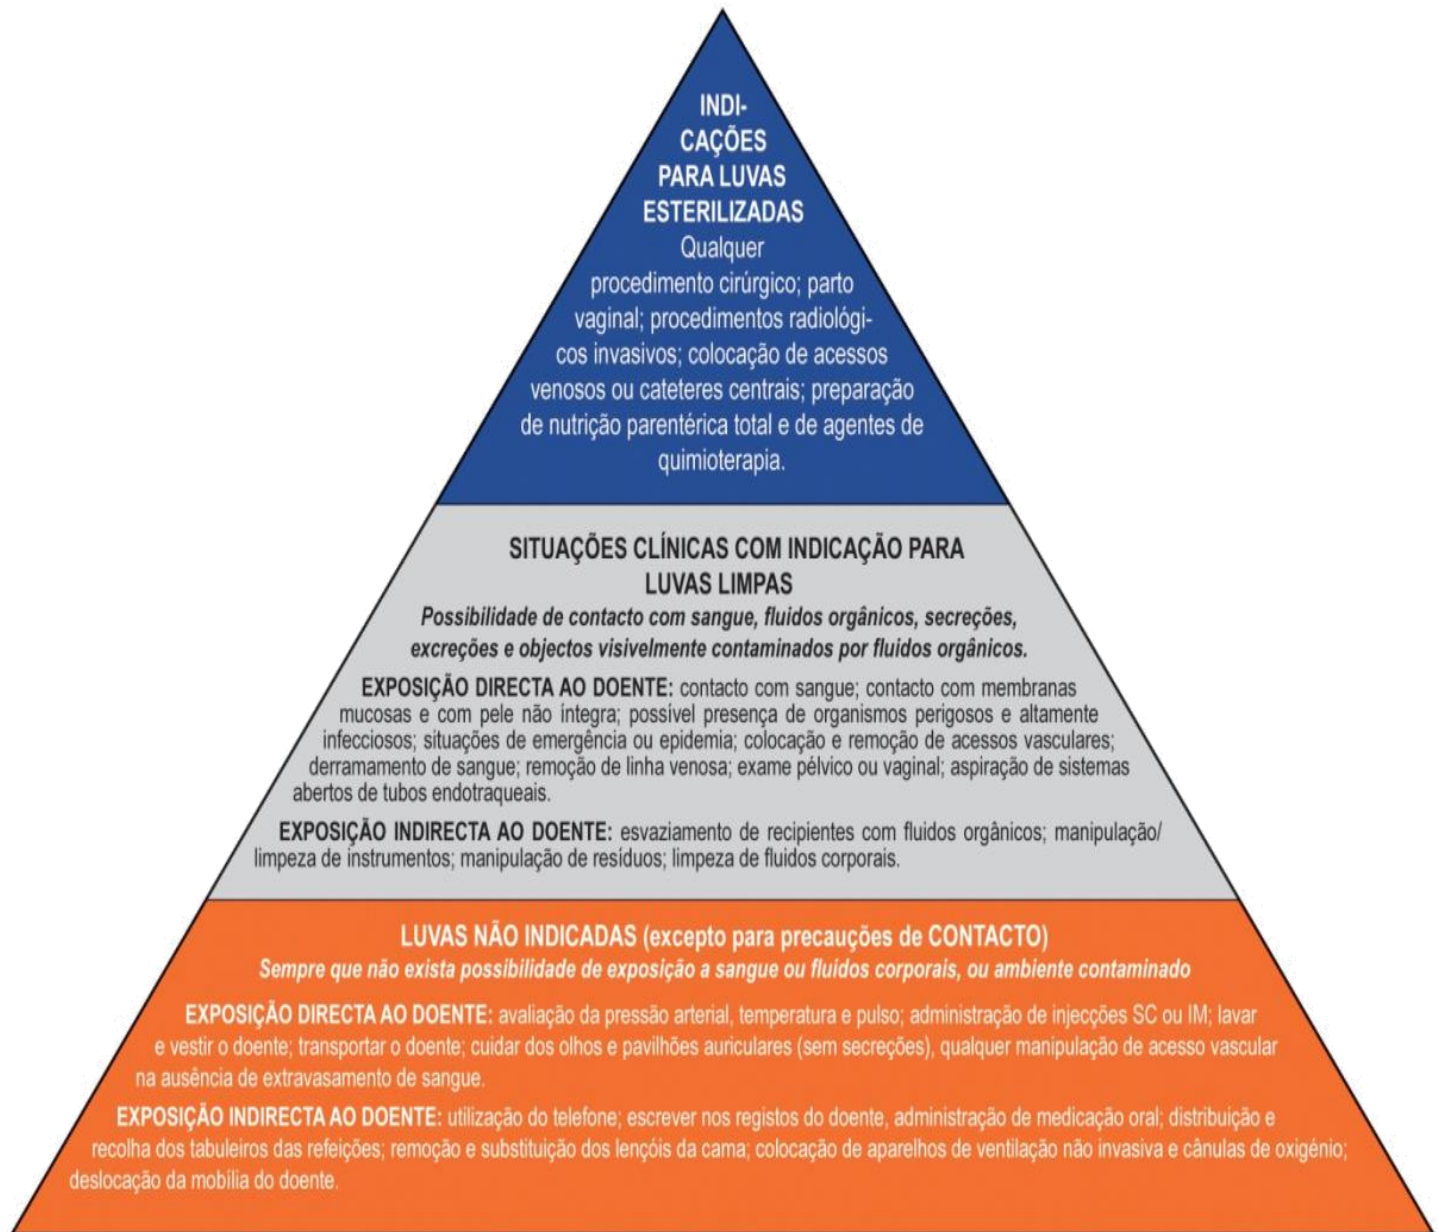 INDI-
CAÇÕES
PARA LUVAS
ESTERILIZADAS
Qualquer
procedimento cirúrgico; parto
vaginal; procedimentos radiológi-
cos invasivos; colocação de acessos
venosos ou cateteres centrais; preparação
de nutrição parentérica total e de agentes de
quimioterapia.
SITUAÇÕES CLÍNICAS COM INDICAÇÃO PARA
LUVAS LIMPAS
Possibilidade de contacto com sangue, fluidos orgânicos, secreções,
excreções e objectos visivelmente contaminados por fluidos orgânicos.
EXPOSIÇÃO DIRECTA AO DOENTE: contacto com sangue; contacto com membranas
mucosas e com pele não íntegra; possível presença de organismos perigosos e altamente
infecciosos; situações de emergência ou epidemia; colocação e remoção de acessos vasculares;
derramamento de sangue; remoção de linha venosa; exame pélvico ou vaginal; aspiração de sistemas
abertos de tubos endotraqueais.
EXPOSIÇÃO INDIRECTA AO DOENTE: esvaziamento de recipientes com fluidos orgânicos; manipulação/
limpeza de instrumentos; manipulação de resíduos; limpeza de fluidos corporais.
LUVAS NÃO INDICADAS (excepto para precauções de CONTACTO)
Sempre que não exista possibilidade de exposição a sangue ou fluidos corporais, ou ambiente contaminado
EXPOSIÇÃO DIRECTA AO DOENTE: avaliação da pressão arterial, temperatura e pulso; administração de injecções SC ou IM; lavar
e vestir o doente; transportar o doente; cuidar dos olhos e pavilhões auriculares (sem secreções), qualquer manipulação de acesso vascular
na ausência de extravasamento de sangue.
EXPOSIÇÃO INDIRECTA AO DOENTE: utilização do telefone; escrever nos registos do doente, administração de medicação oral; distribuição e
recolha dos tabuleiros das refeições; remoção e substituição dos lençóis da cama; colocação de aparelhos de ventilação não invasiva e cânulas de oxigénio;
deslocação da mobília do doente.